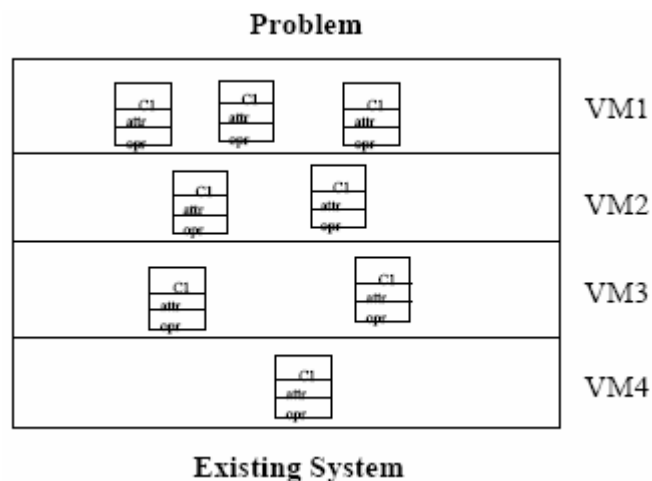 Problem
C1 C1 C1
attr attr attr
opr opr opr
VM1
C1 C1
attr attr
opr opr
VM2
C1 C1
attr attr
opr opr
VM3
C1
attr
opr
VM4
Existing System